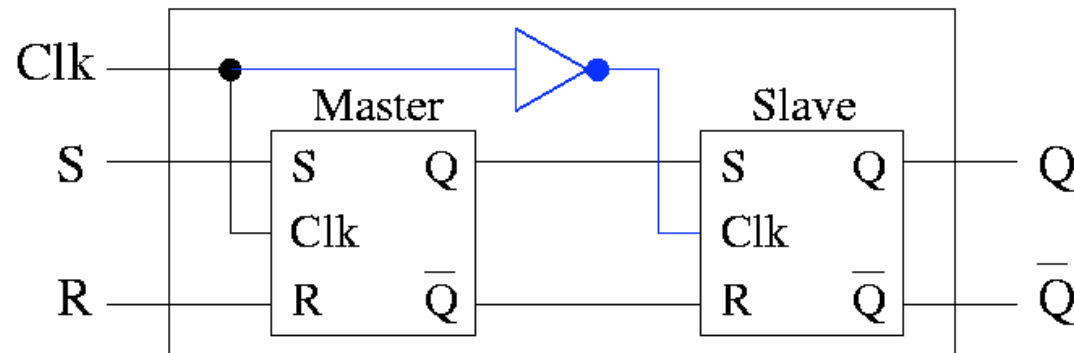 Clk
Master Slave
S S Q S Q Q
Clk Clk
R R Q̅ R Q̅ Q̅